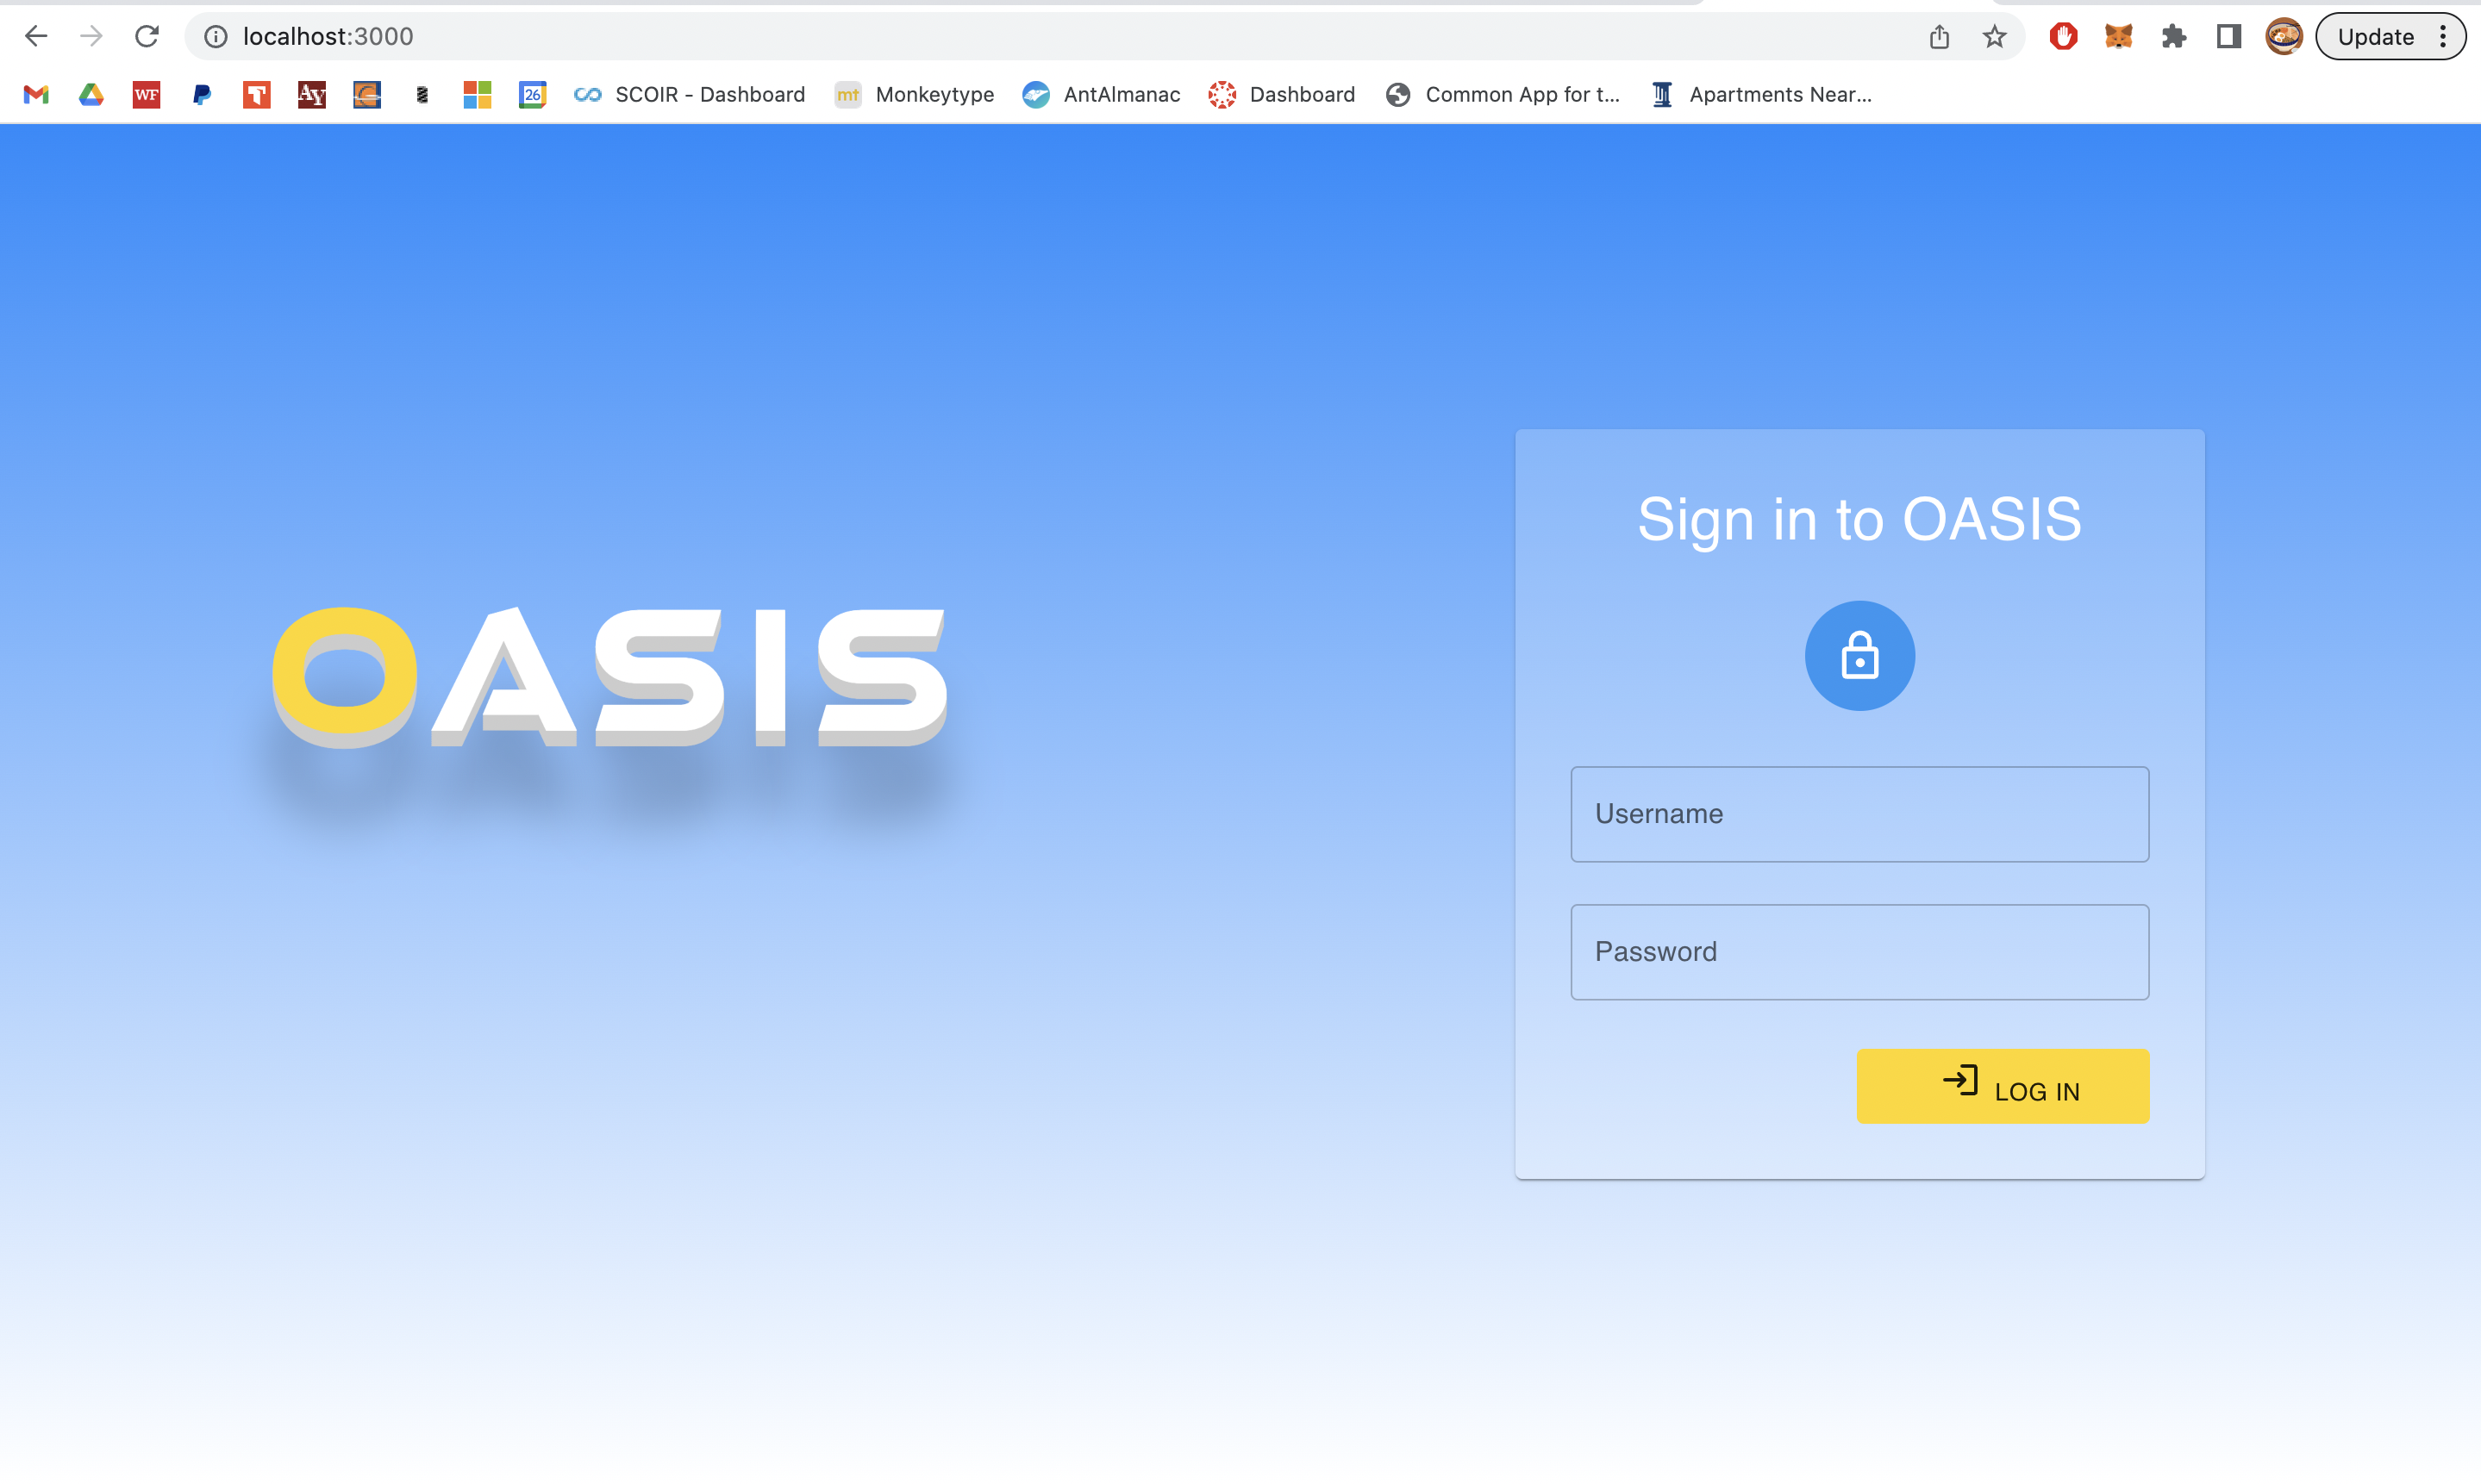 localhost:3000
Update
WF
AY
26
SCOIR - Dashboard
mt
Monkeytype
AntAlmanac
Dashboard
Common App for t...
Apartments Near...
OASIS
Sign in to OASIS
Username
Password
LOG IN